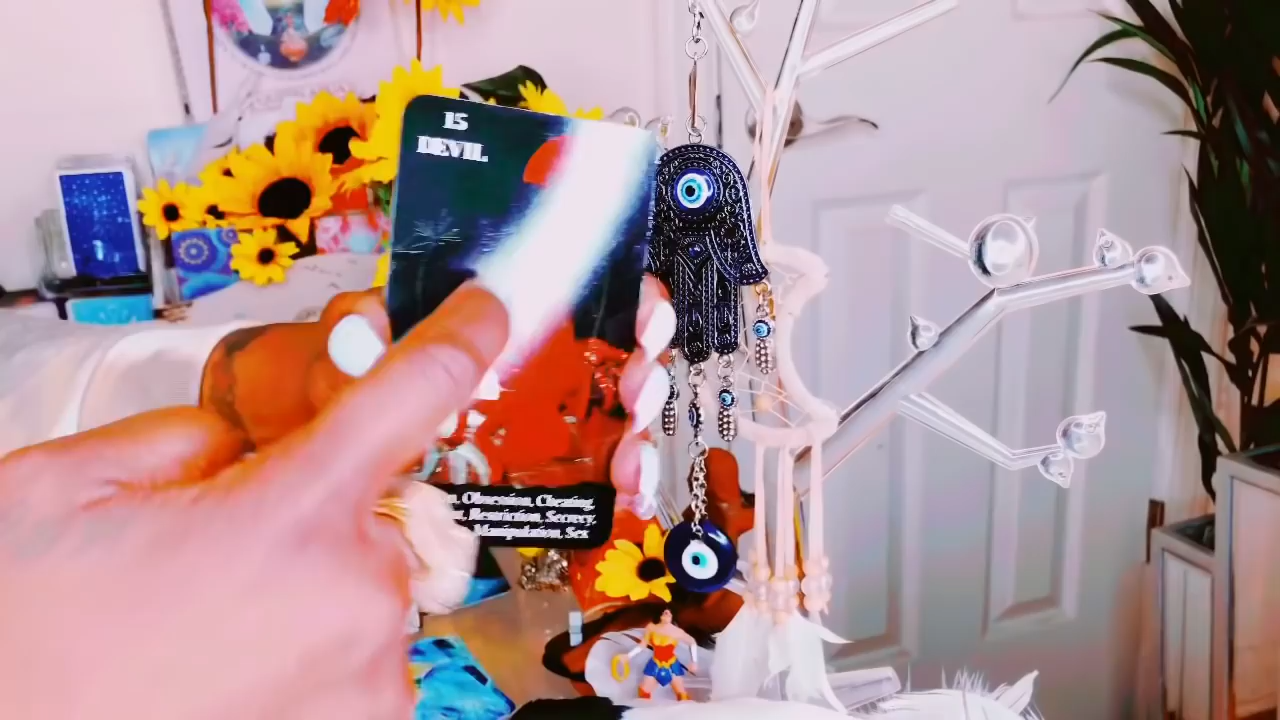 15
DEVIL
Obsession, Cheating,
Restriction, Secrecy,
Manipulation, Sex